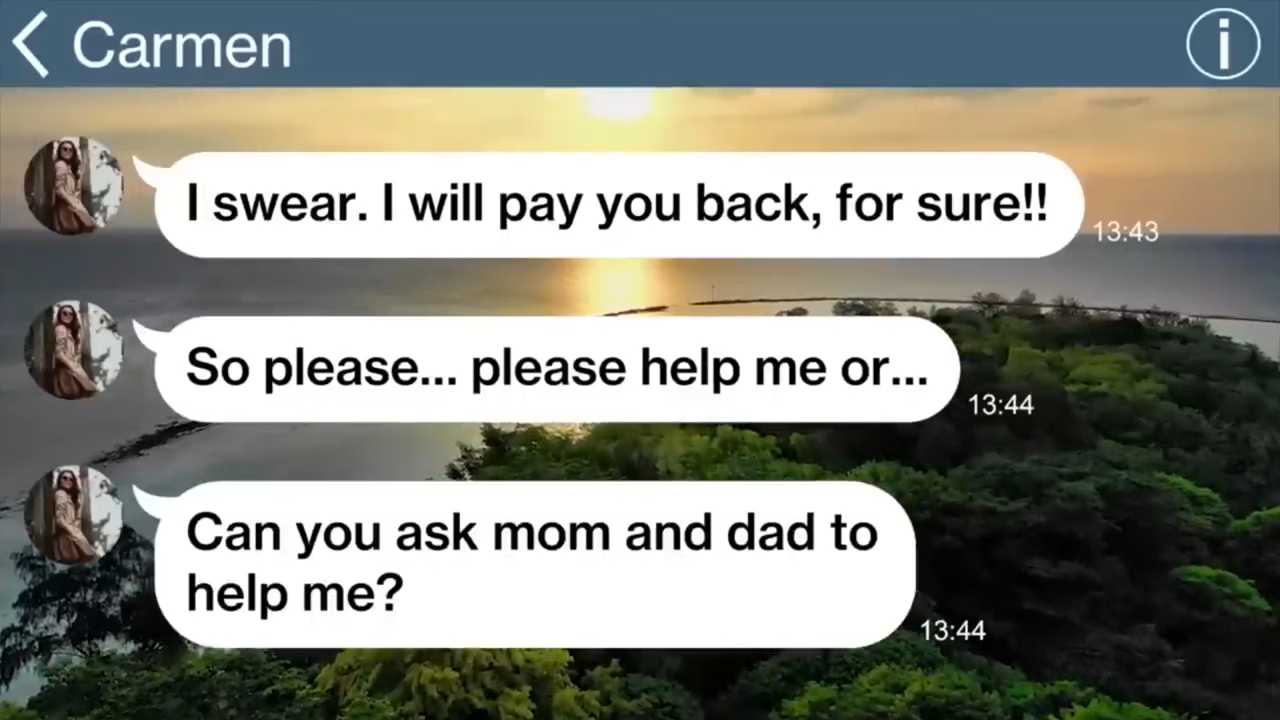 Carmen
I swear. I will pay you back, for sure!!
13:43
So please... please help me or...
13:44
Can you ask mom and dad to
help me?
13:44